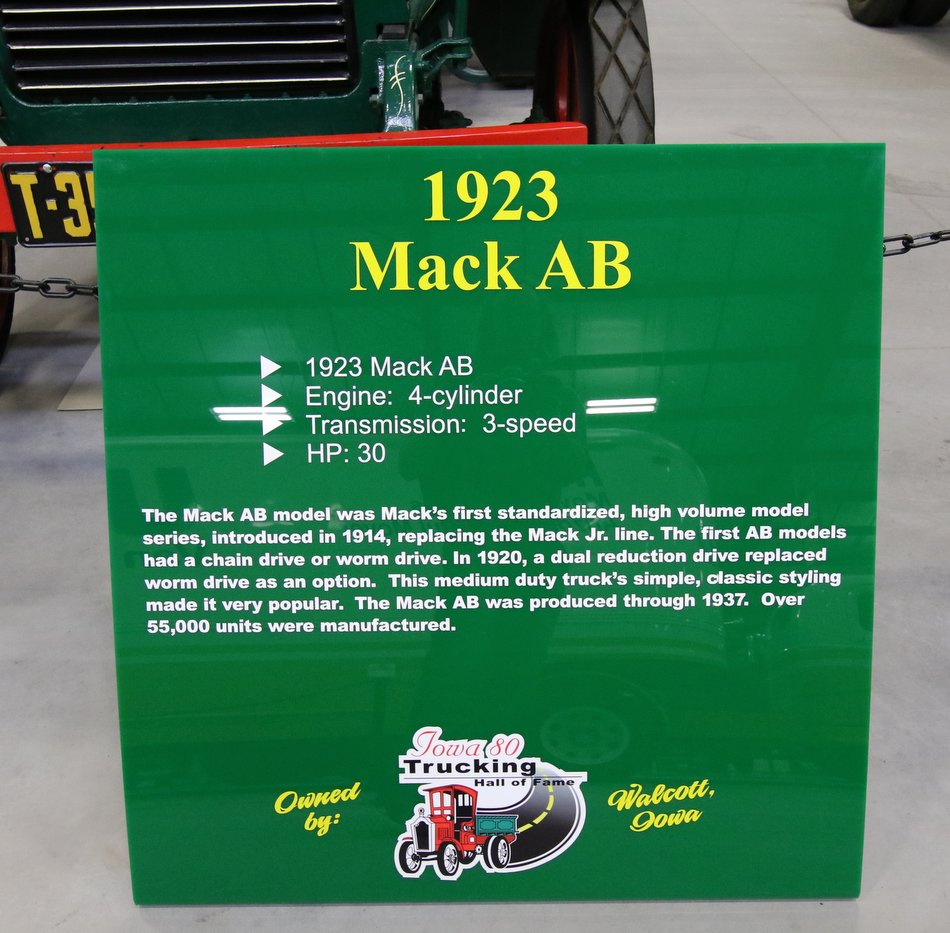 T·3
1923
Mack AB
1923 Mack AB
Engine: 4-cylinder
Transmission: 3-speed
HP: 30
The Mack AB model was Mack's first standardized, high volume model
series, introduced in 1914, replacing the Mack Jr. line. The first AB models
had a chain drive or worm drive. In 1920, a dual reduction drive replaced
worm drive as an option. This medium duty truck's simple, classic styling
made it very popular. The Mack AB was produced through 1937. Over
55,000 units were manufactured.
Iowa 80
Trucking
Hall of Fame
Owned
by:
Walcott,
Iowa